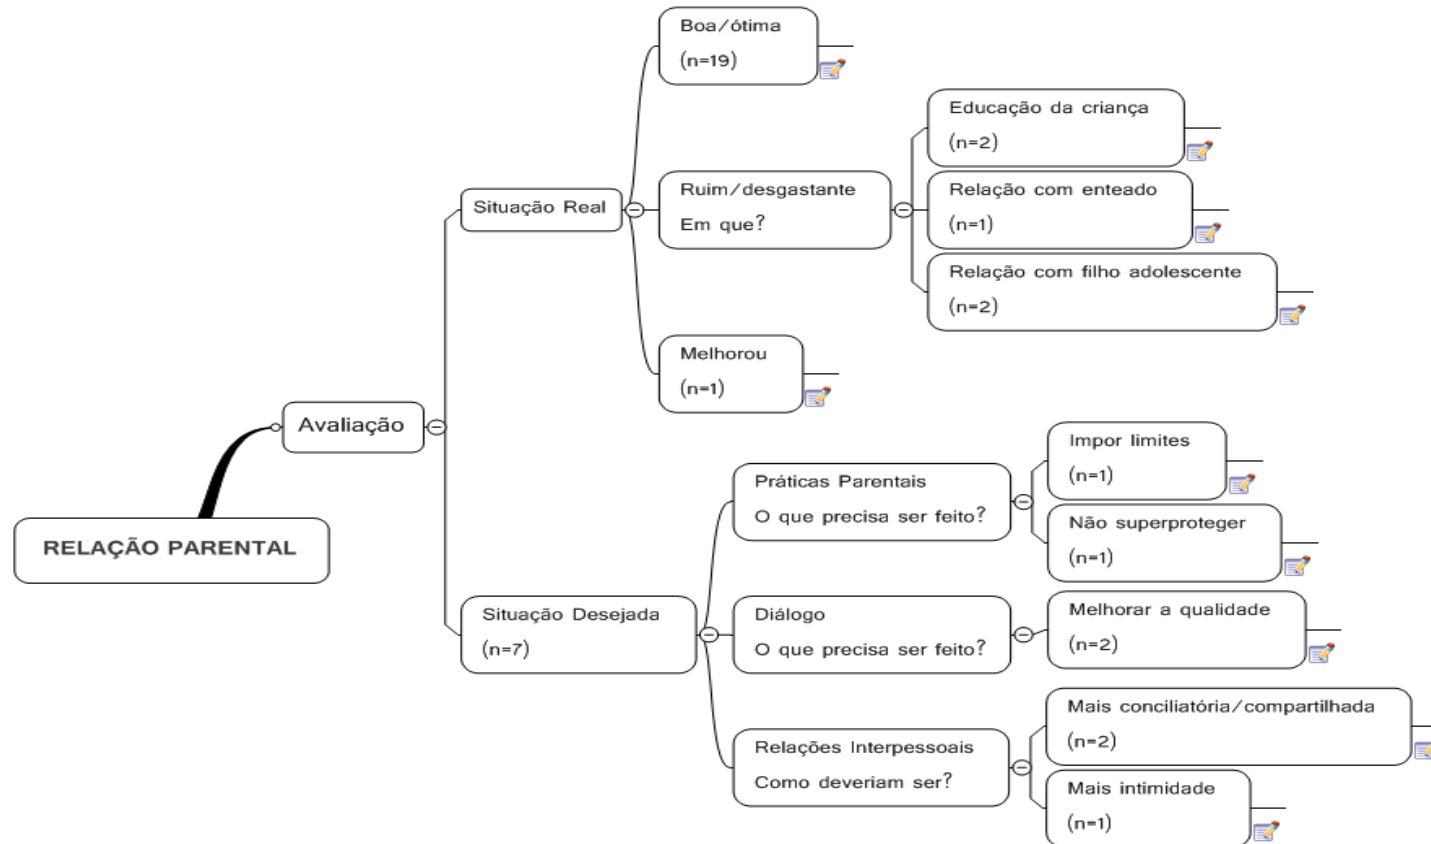 Boa/ótima
(n=19)
Educação da criança
(n=2)
Situação Real
Ruim/desgastante
Em que?
Relação com enteado
(n=1)
Relação com filho adolescente
(n=2)
Melhorou
(n=1)
Avaliação
RELAÇÃO PARENTAL
Situação Desejada
(n=7)
Práticas Parentais
O que precisa ser feito?
Impor limites
(n=1)
Não superproteger
(n=1)
Diálogo
O que precisa ser feito?
Melhorar a qualidade
(n=2)
Relações Interpessoais
Como deveriam ser?
Mais conciliatória/compartilhada
(n=2)
Mais intimidade
(n=1)